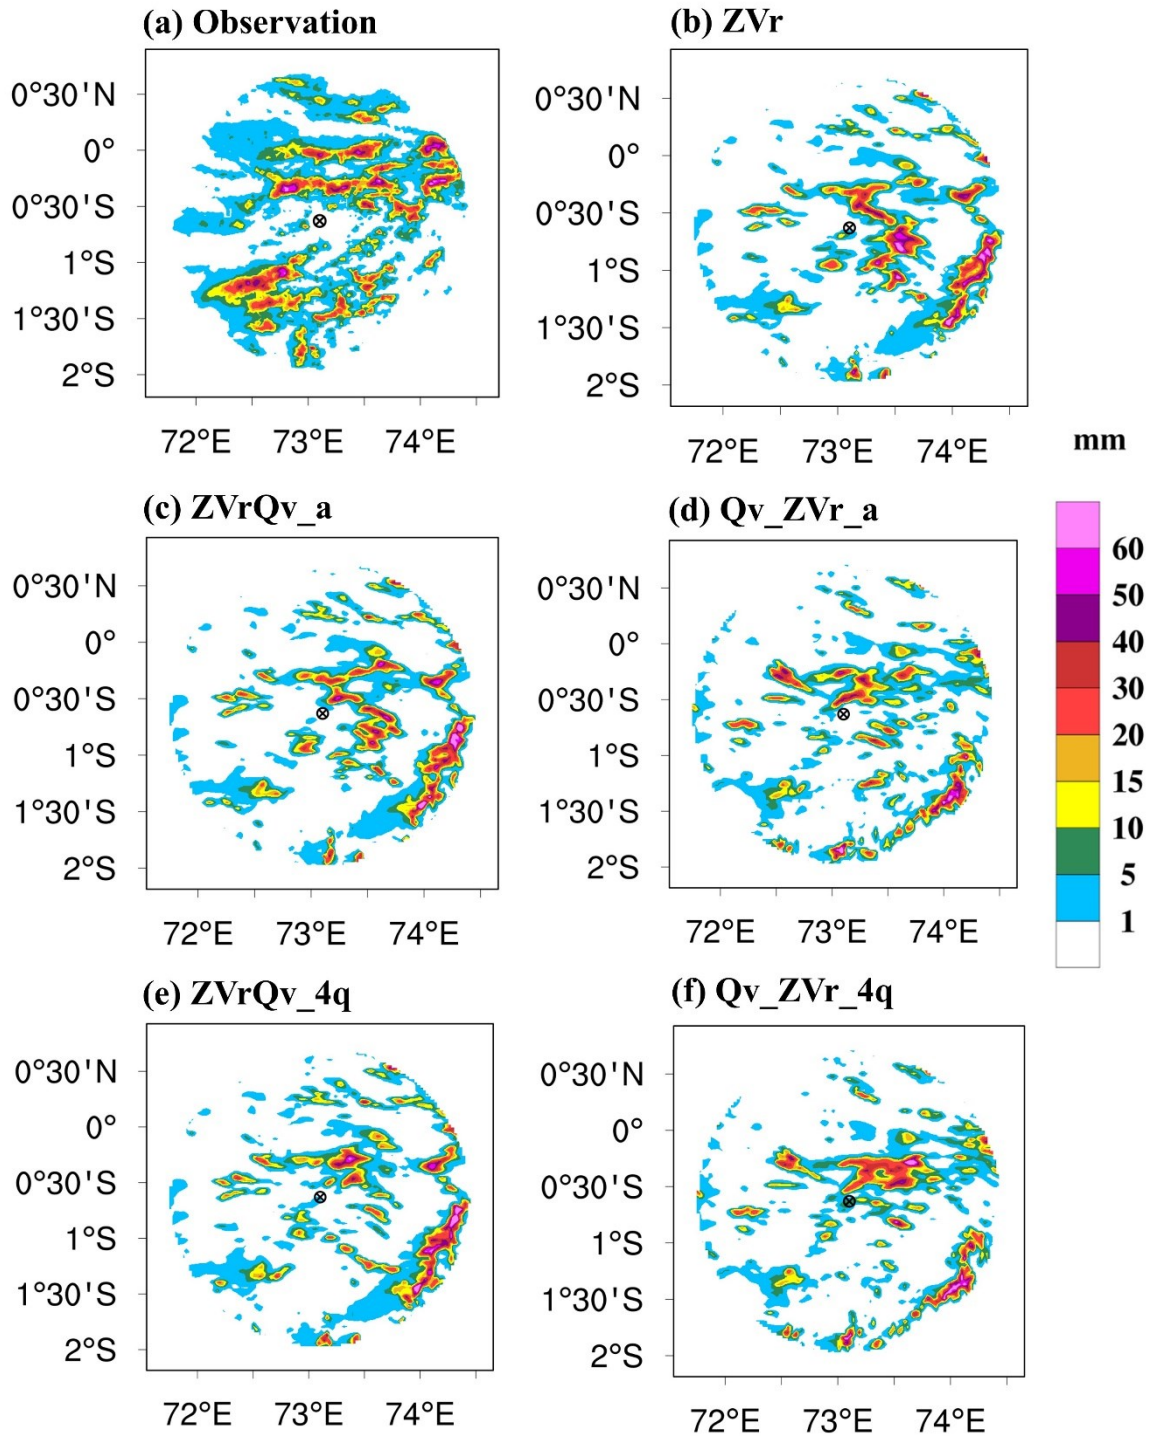 (a) Observation
0°30'N
0°
0°30'S
1°S
1°30'S
2°S
72°E 73°E 74°E
(b) ZVr
0°30'N
0°
0°30'S
1°S
1°30'S
2°S
72°E 73°E 74°E
(c) ZVrQv_a
0°30'N
0°
0°30'S
1°S
1°30'S
2°S
72°E 73°E 74°E
(d) Qv_ZVr_a
0°30'N
0°
0°30'S
1°S
1°30'S
2°S
72°E 73°E 74°E
mm
60
50
40
30
20
15
10
5
1
(e) ZVrQv_4q
0°30'N
0°
0°30'S
1°S
1°30'S
2°S
72°E 73°E 74°E
(f) Qv_ZVr_4q
0°30'N
0°
0°30'S
1°S
1°30'S
2°S
72°E 73°E 74°E